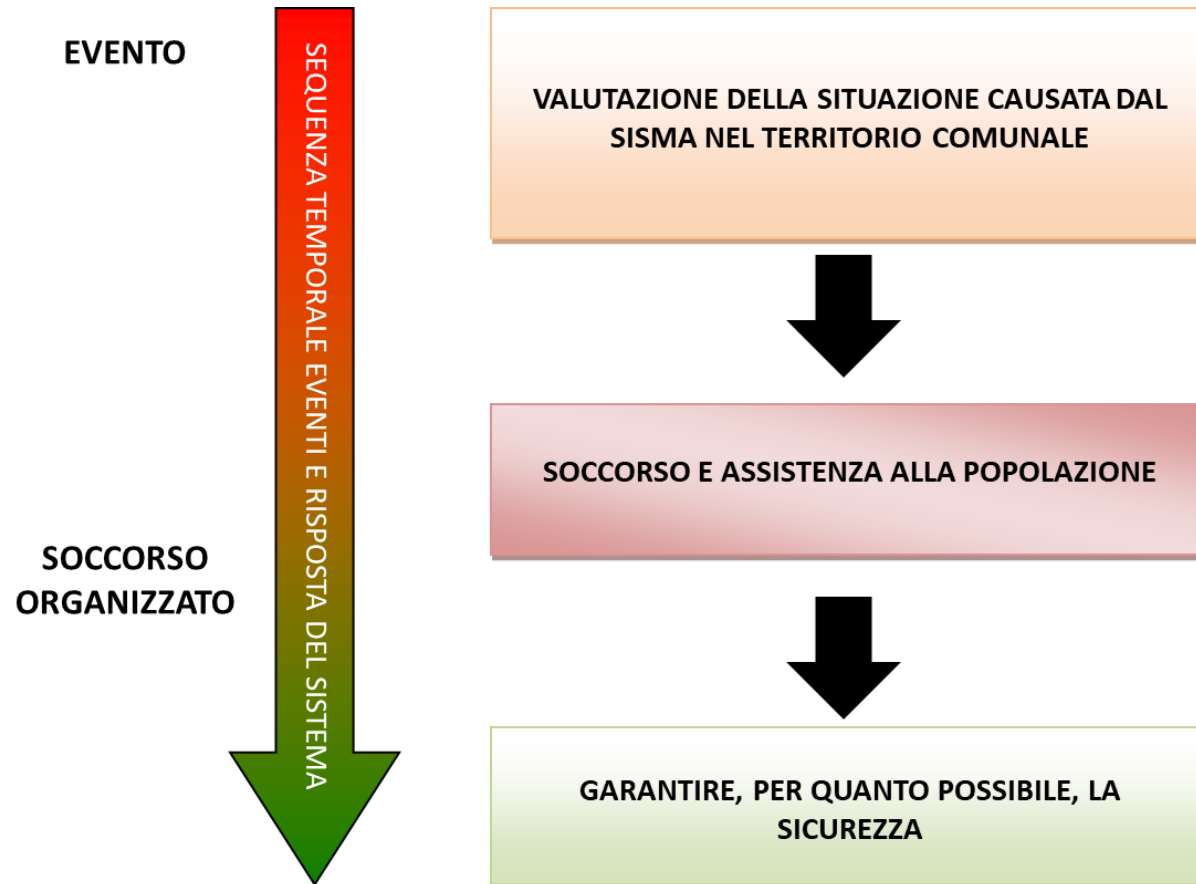 EVENTO
SEQUENZA TEMPORALE EVENTI E RISPOSTA DEL SISTEMA
SOCCORSO
ORGANIZZATO
VALUTAZIONE DELLA SITUAZIONE CAUSATA DAL
SISMA NEL TERRITORIO COMUNALE
SOCCORSO E ASSISTENZA ALLA POPOLAZIONE
GARANTIRE, PER QUANTO POSSIBILE, LA
SICUREZZA